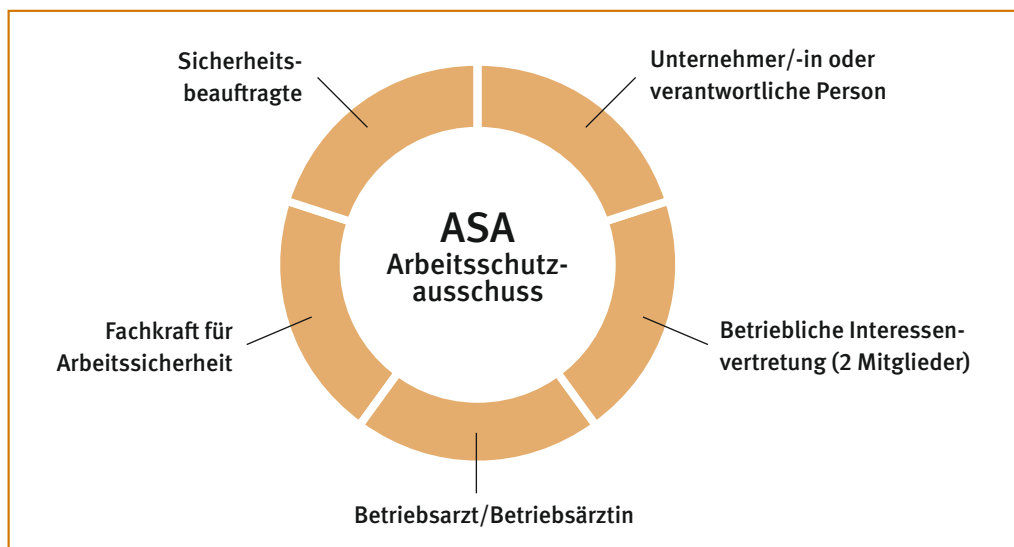 Sicherheits-
beauftragte
Unternehmer/-in oder
verantwortliche Person
ASA
Arbeitsschutz-
ausschuss
Fachkraft für
Arbeitssicherheit
Betriebliche Interessen-
vertretung (2 Mitglieder)
Betriebsarzt/Betriebsärztin